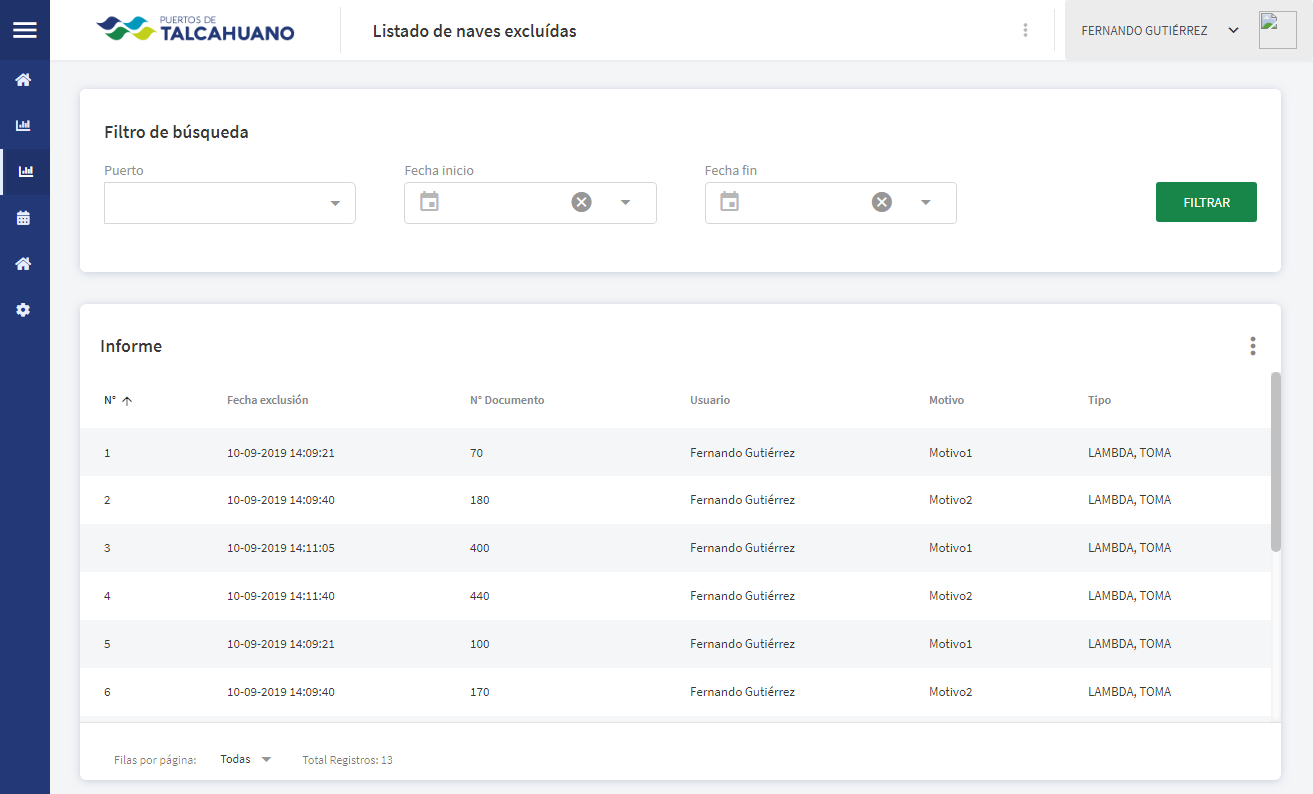 PUERTOS DE
TALCAHUANO
Listado de naves excluídas
FERNANDO GUTIÉRREZ
Filtro de búsqueda
Puerto
Fecha inicio
Fecha fin
FILTRAR
Informe
N° Fecha exclusión N° Documento Usuario Motivo Tipo
1 10-09-2019 14:09:21 70 Fernando Gutiérrez Motivo1 LAMBDA, TOMA
2 10-09-2019 14:09:40 180 Fernando Gutiérrez Motivo2 LAMBDA, TOMA
3 10-09-2019 14:11:05 400 Fernando Gutiérrez Motivo1 LAMBDA, TOMA
4 10-09-2019 14:11:40 440 Fernando Gutiérrez Motivo2 LAMBDA, TOMA
5 10-09-2019 14:09:21 100 Fernando Gutiérrez Motivo1 LAMBDA, TOMA
6 10-09-2019 14:09:40 170 Fernando Gutiérrez Motivo2 LAMBDA, TOMA
Filas por página: Todas Total Registros: 13